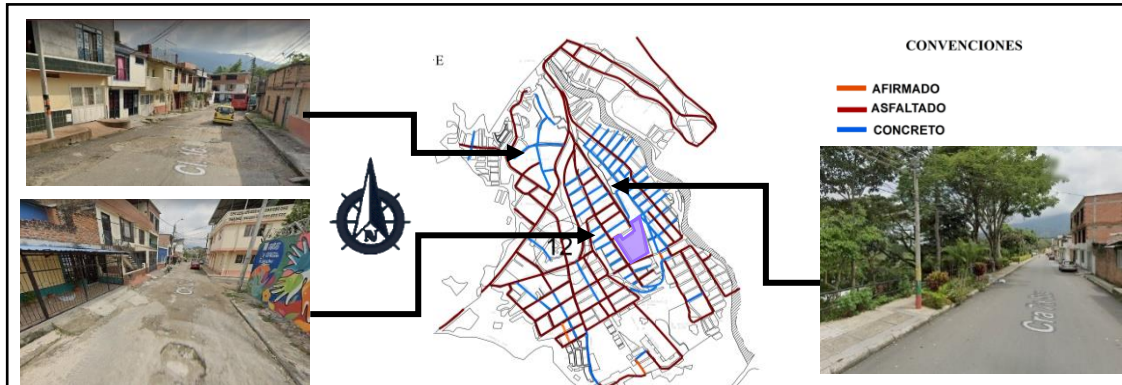 E
CONVENCIONES
AFIRMADO
ASFALTADO
CONCRETO
N
12